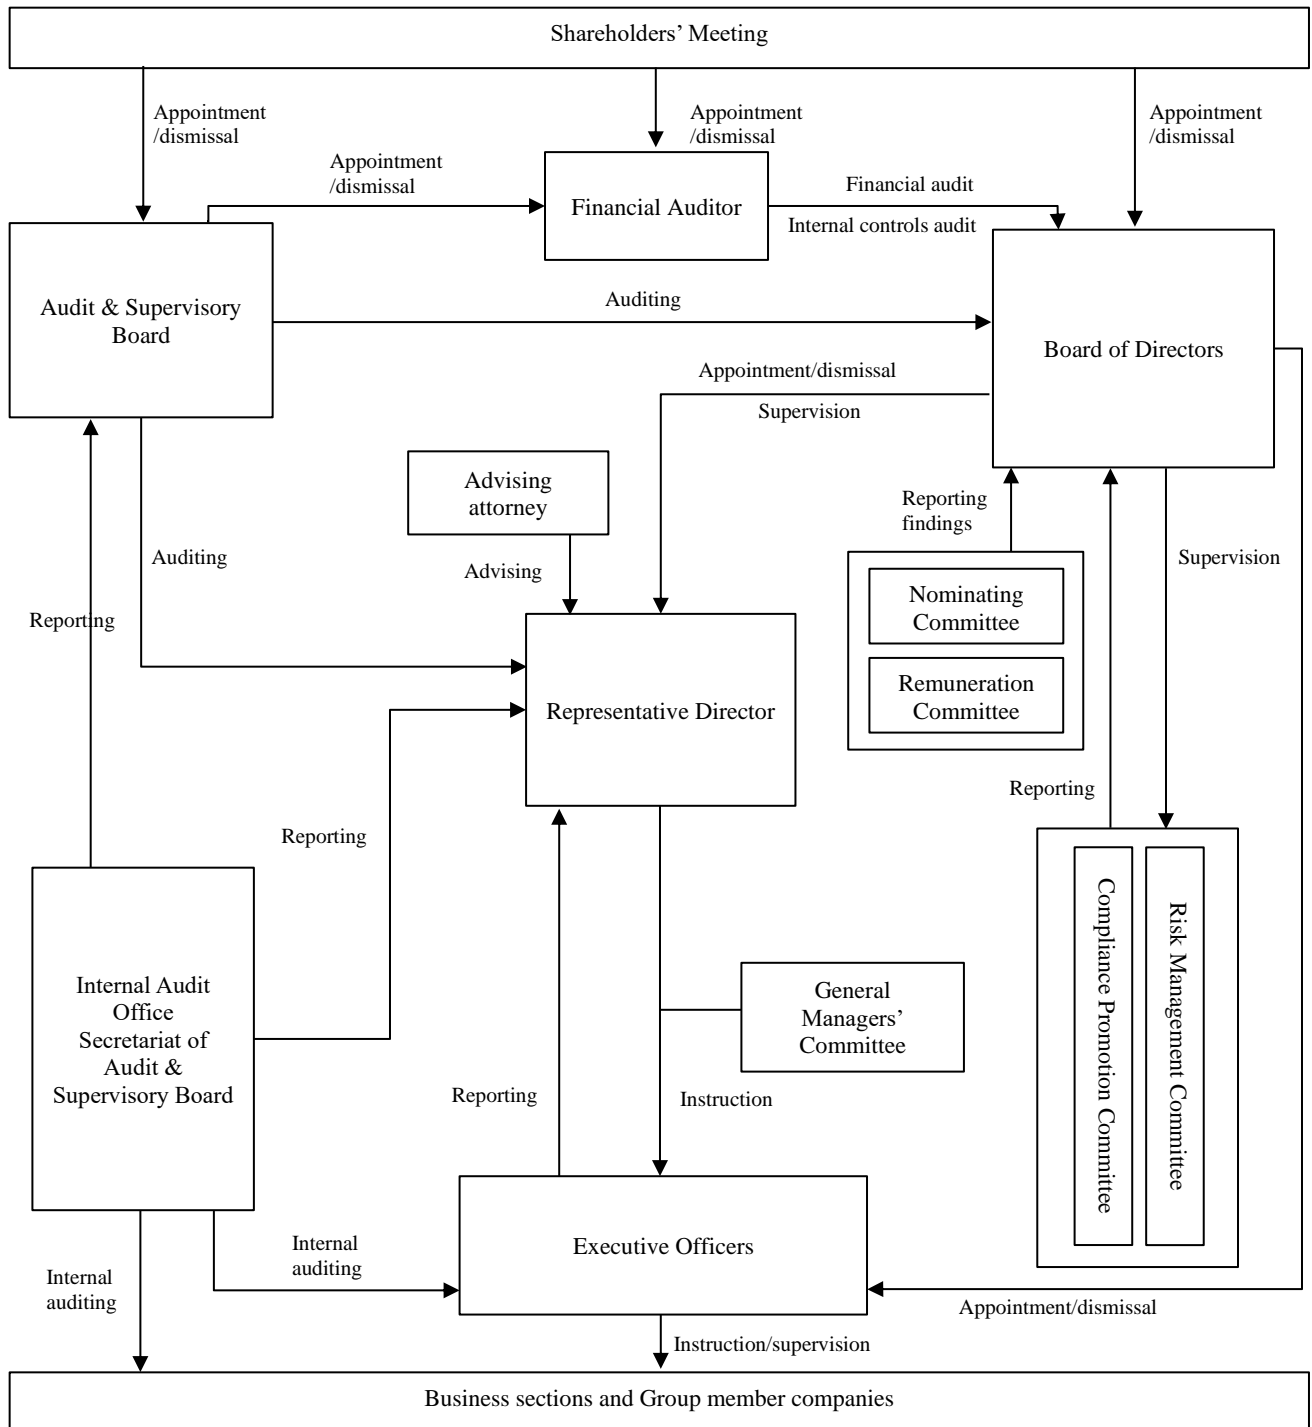 Shareholders’ Meeting
Appointment
/dismissal
Appointment
/dismissal
Appointment
/dismissal
Appointment
/dismissal
Financial Auditor
Financial audit
Internal controls audit
Audit & Supervisory
Board
Auditing
Board of Directors
Appointment/dismissal
Supervision
Advising
attorney
Reporting
findings
Auditing
Advising
Supervision
Nominating
Committee
Reporting
Remuneration
Committee
Representative Director
Reporting
Reporting
Compliance Promotion Committee
Risk Management Committee
Internal Audit
Office
Secretariat of
Audit &
Supervisory Board
General
Managers’
Committee
Reporting
Instruction
Internal
auditing
Executive Officers
Internal
auditing
Appointment/dismissal
Instruction/supervision
Business sections and Group member companies